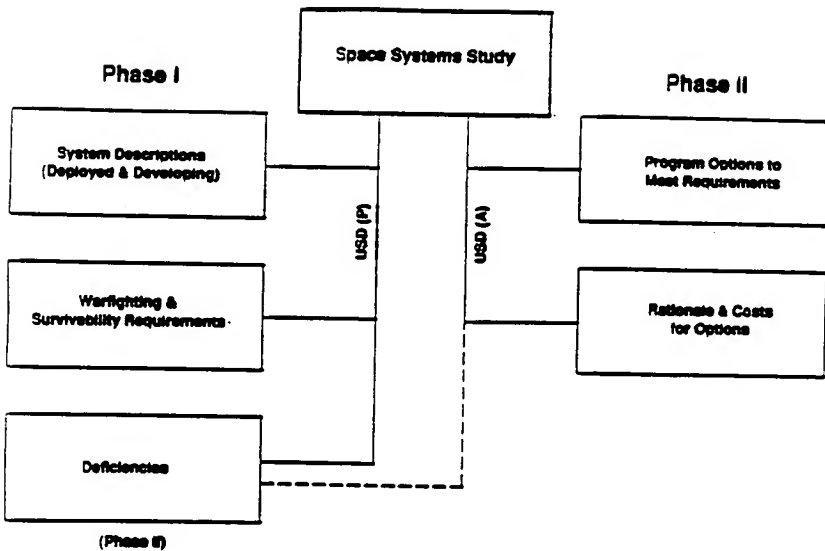 Space Systems Study
Phase I
Phase II
System Descriptions
(Deployed & Developing)
Program Options to
Meet Requirements
USD (P)
USD (A)
Warfighting &
Survivability Requirements
Rationale & Costs
for Options
Deficiencies
(Phase II)